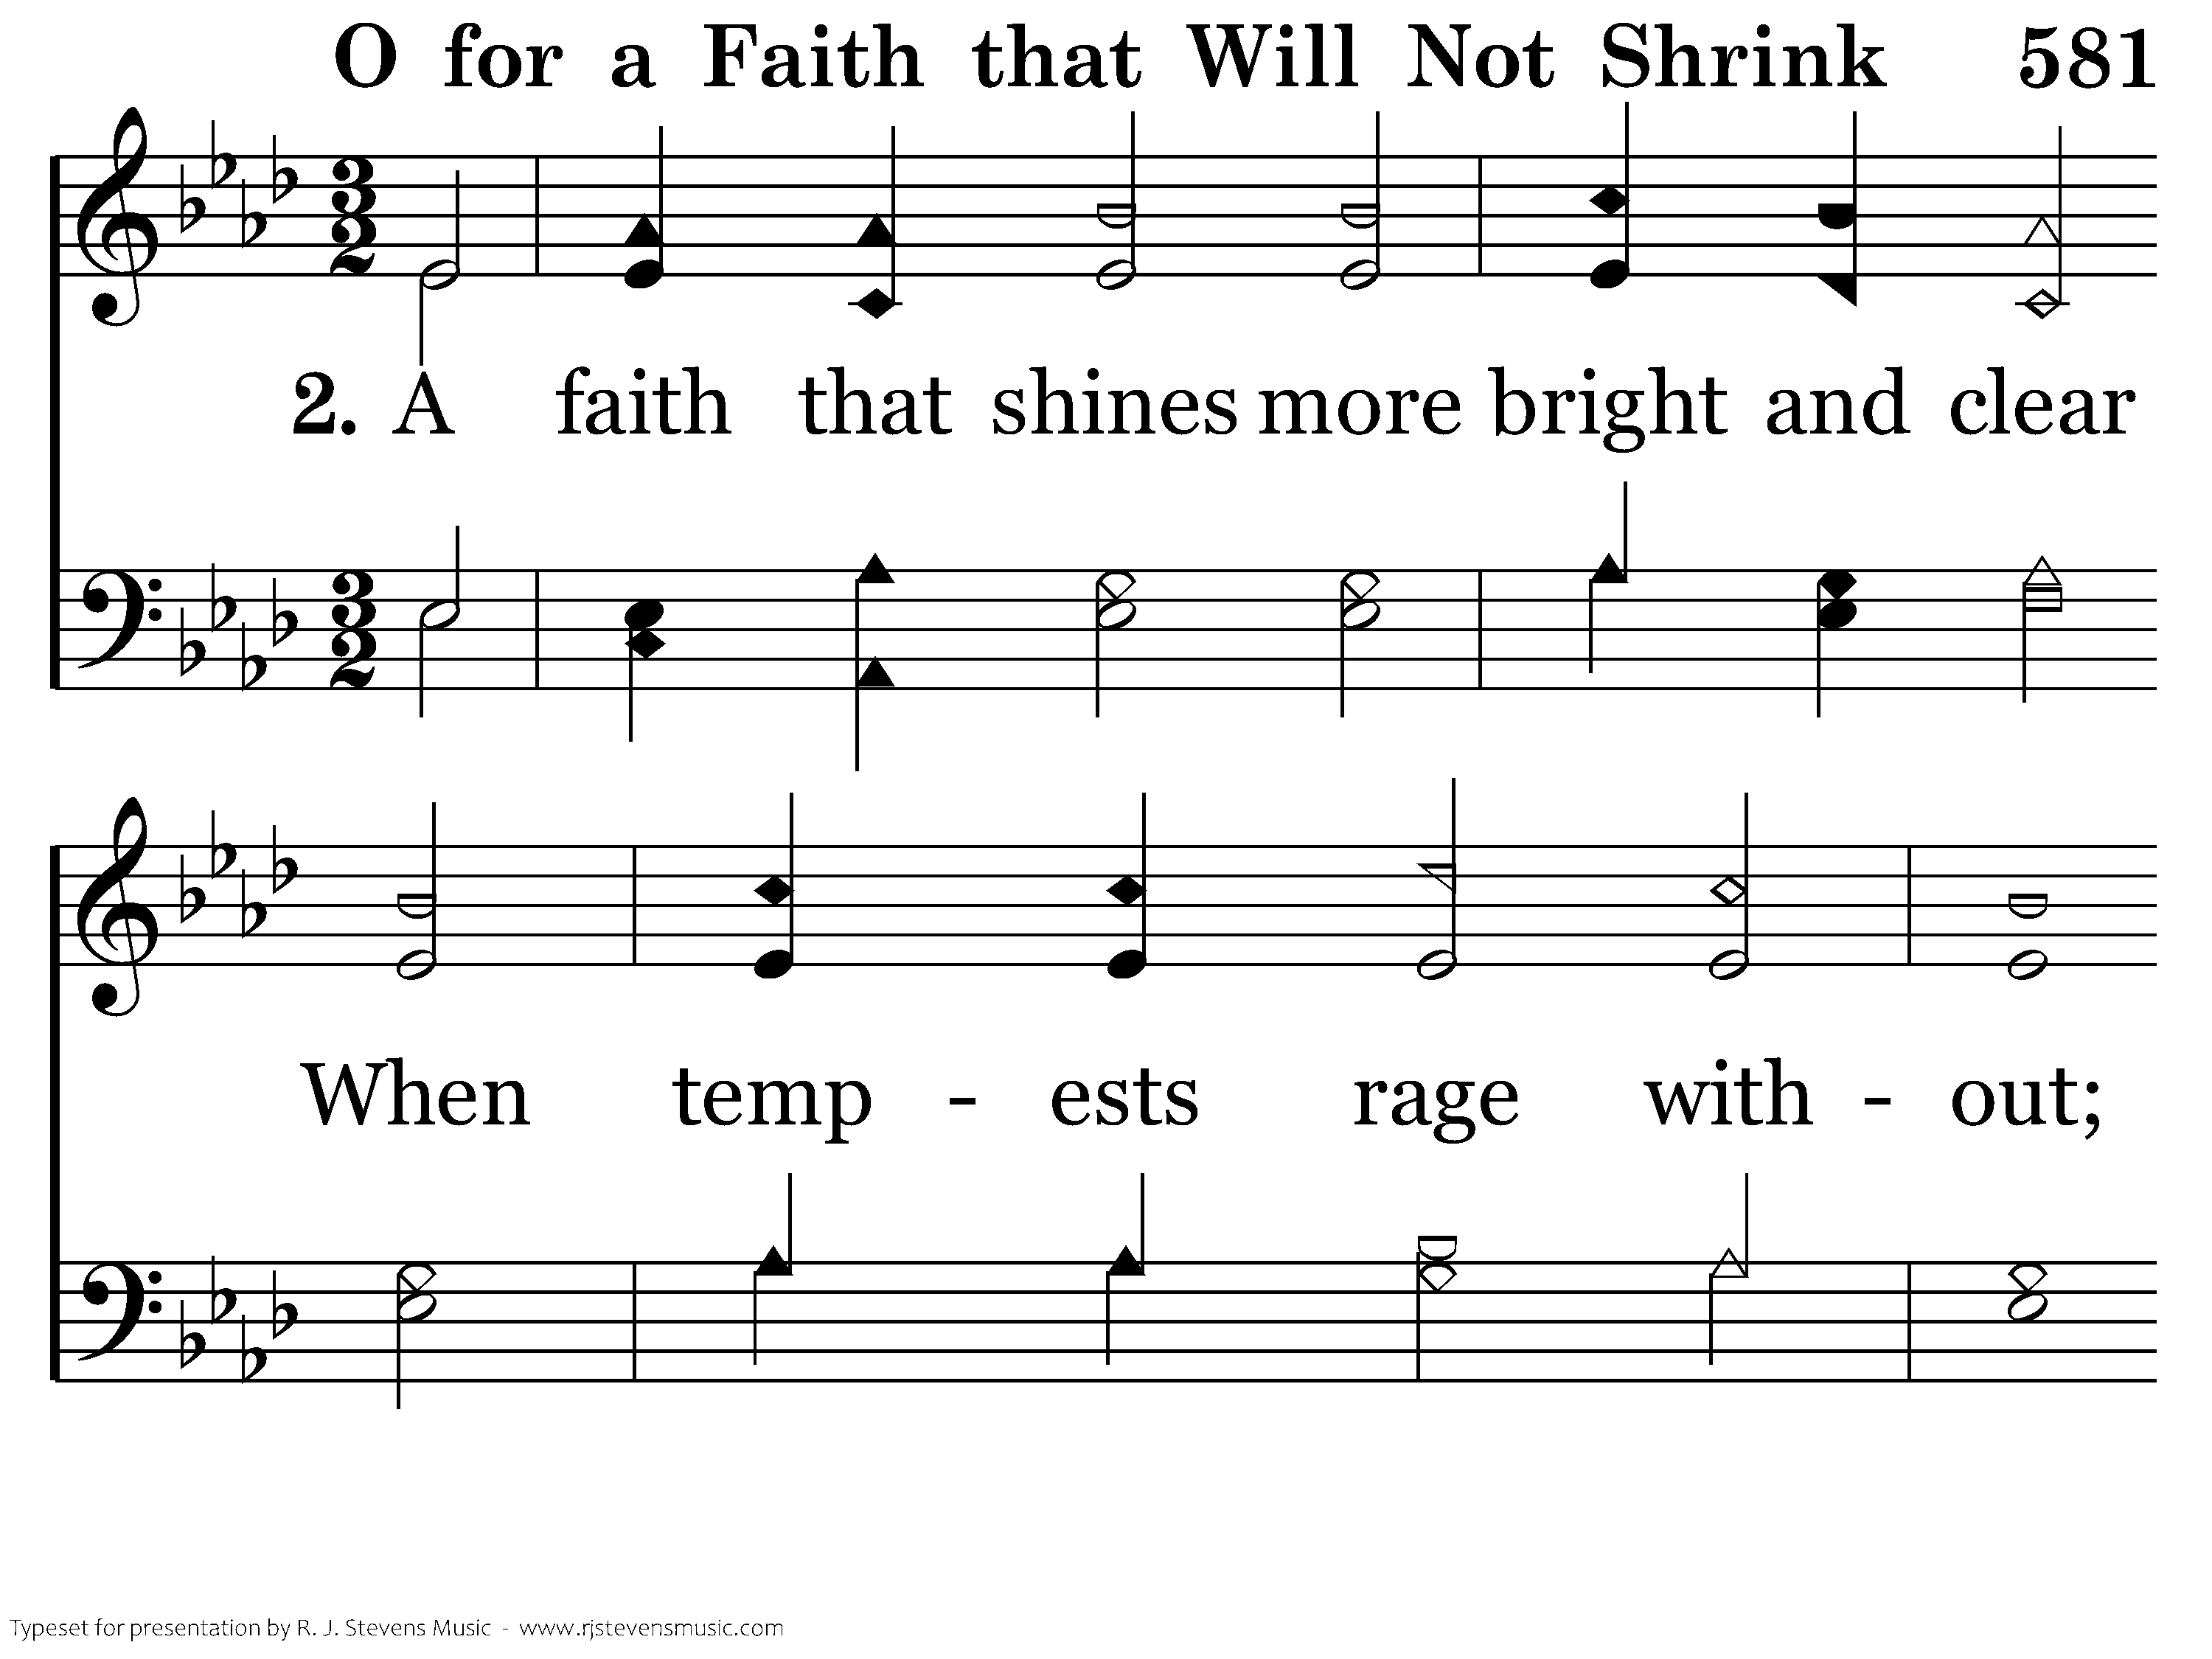 O for a Faith that Will Not Shrink 581
2. A faith that shines more bright and clear
When temp - ests rage with - out;
Typeset for presentation by R. J. Stevens Music - www.rjstevensmusic.com